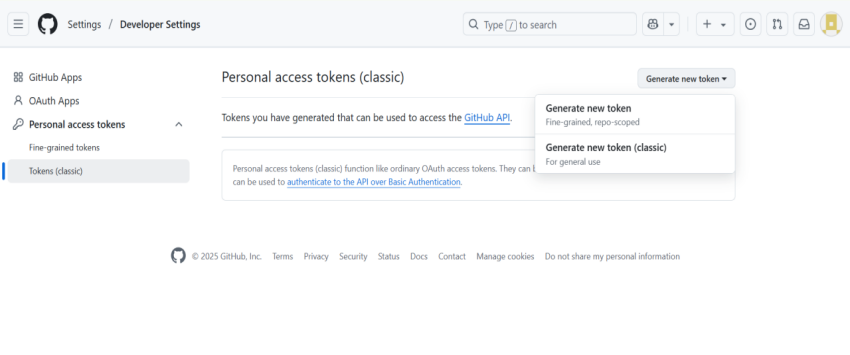 Settings / Developer Settings
Type / to search
GitHub Apps
OAuth Apps
Personal access tokens
Fine-grained tokens
Tokens (classic)
Personal access tokens (classic)
Generate new token
Generate new token
Fine-grained, repo-scoped
Generate new token (classic)
For general use
Tokens you have generated that can be used to access the GitHub API.
Personal access tokens (classic) function like ordinary OAuth access tokens. They can
can be used to authenticate to the API over Basic Authentication.
© 2025 GitHub, Inc. Terms Privacy Security Status Docs Contact Manage cookies Do not share my personal information